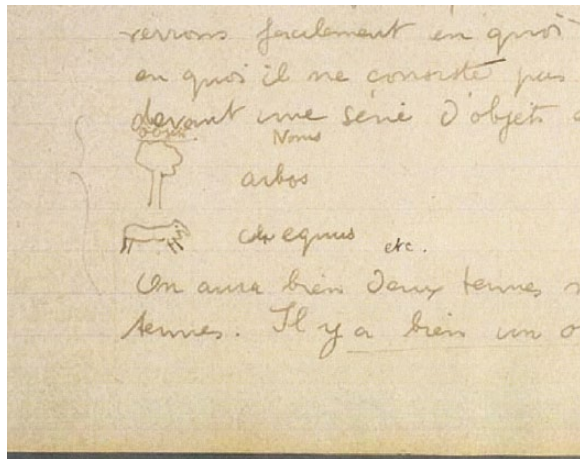 verrons facilement en quoi
en quoi il ne consiste pas
devant une série d'objets
objets Noms
arbos
equus etc.
On aura bien deux termes
termes. Il y a bien un o